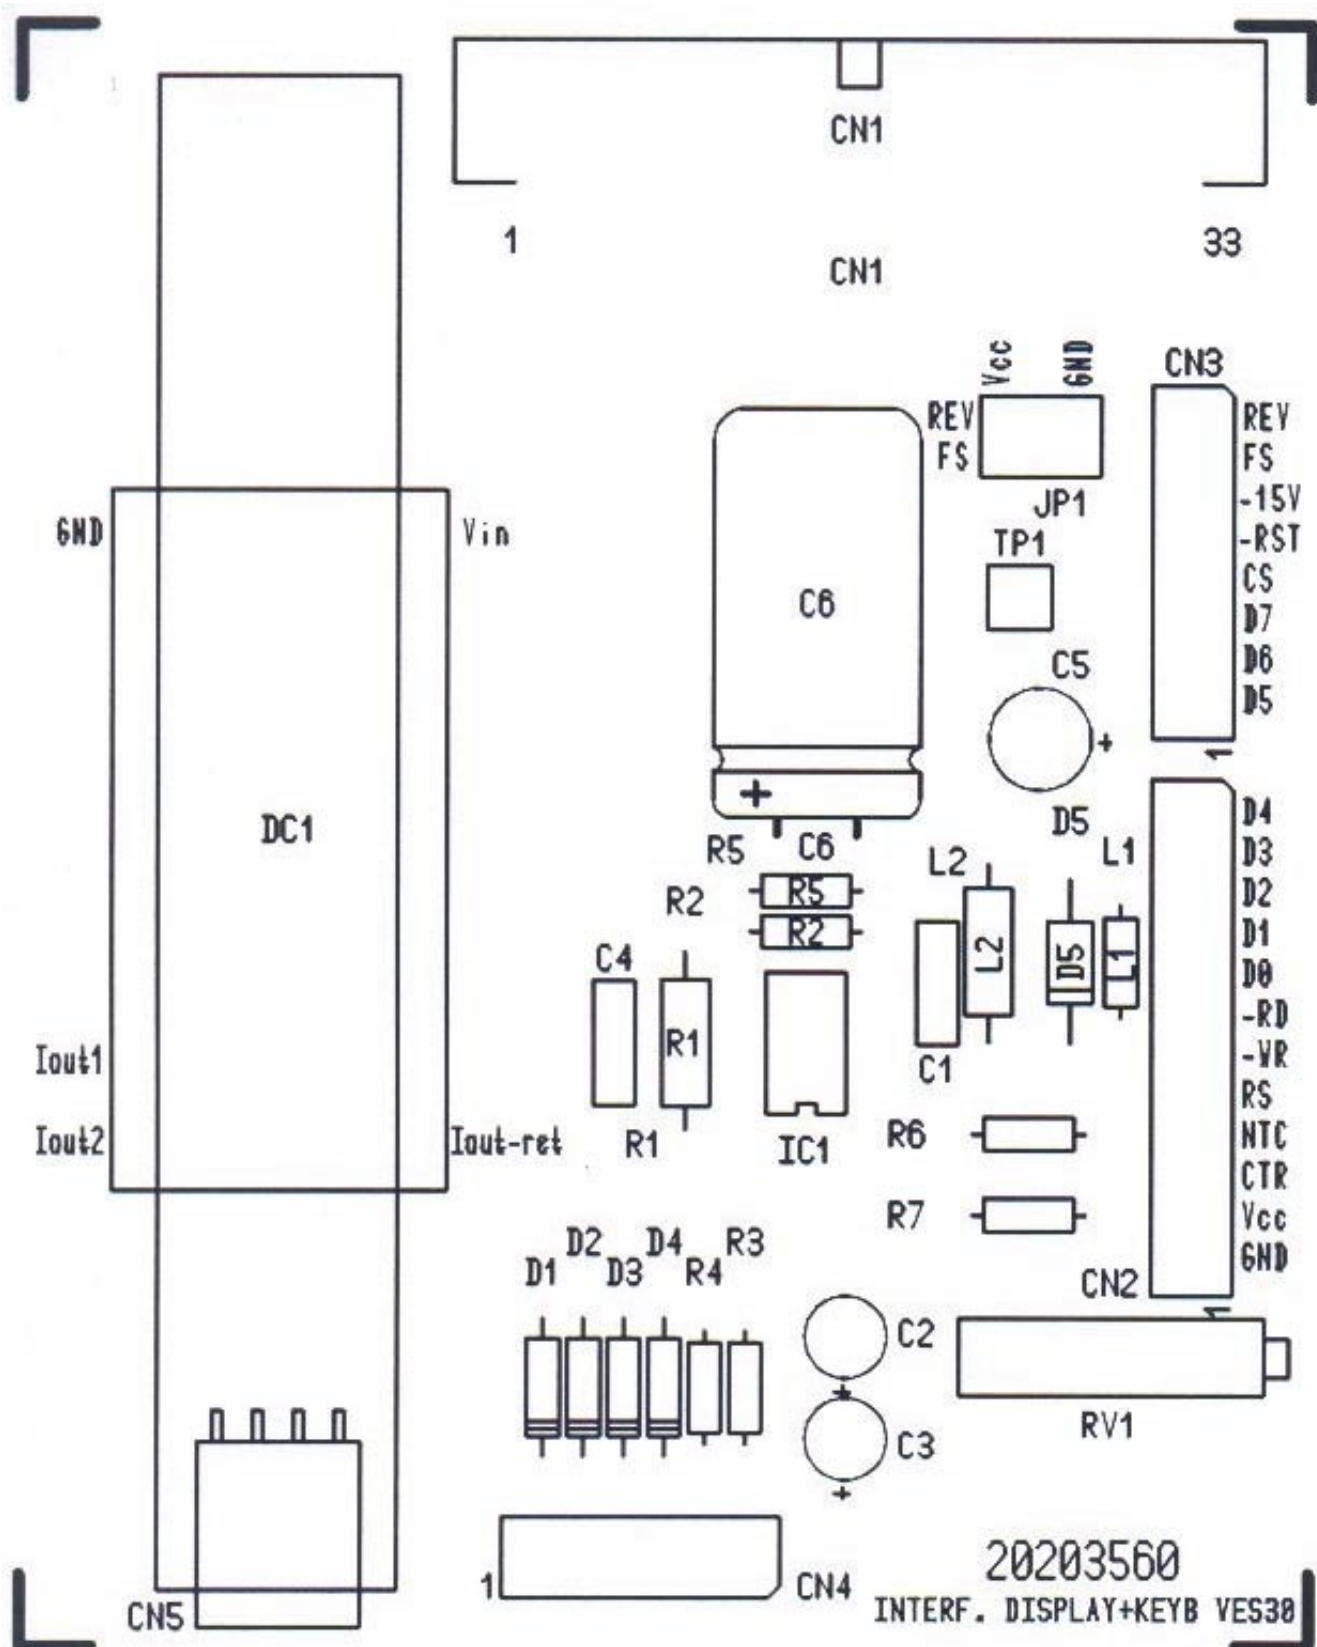 CN1
1
33
CN1
Vcc
GND
CN3
REV
FS
JP1
REV
FS
-15V
-RST
CS
D7
D6
D5
1
GND
Vin
TP1
C6
C5
DC1
D5
L1
R5
C6
L2
R5
R2
R2
C4
L2
D5
L1
R1
C1
D4
D3
D2
D1
D0
-RD
-WR
RS
NTC
CTR
Vcc
GND
Iout1
Iout2
Iout-ret
R1
IC1
R6
R7
CN2
1
D2
D4
R3
D1
D3
R4
C2
C3
RV1
1
CN4
CN5
20203560
INTERF. DISPLAY+KEYB VES30